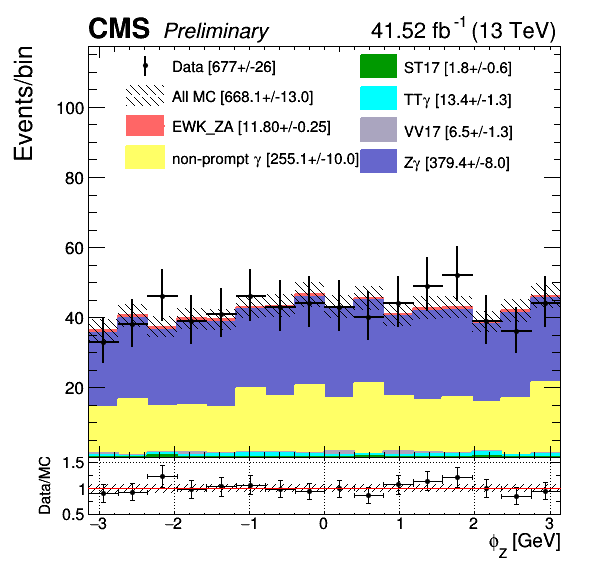 CMS Preliminary 41.52 fb⁻¹ (13 TeV)
Events/bin
Data [677+/-26]
All MC [668.1+/-13.0]
EWK_ZA [11.80+/-0.25]
non-prompt γ [255.1+/-10.0]
ST17 [1.8+/-0.6]
TTγ [13.4+/-1.3]
VV17 [6.5+/-1.3]
Zγ [379.4+/-8.0]
100
80
60
40
20
Data/MC
1.5
1
0.5
−3 −2 −1 0 1 2 3
ϕ_Z [GeV]